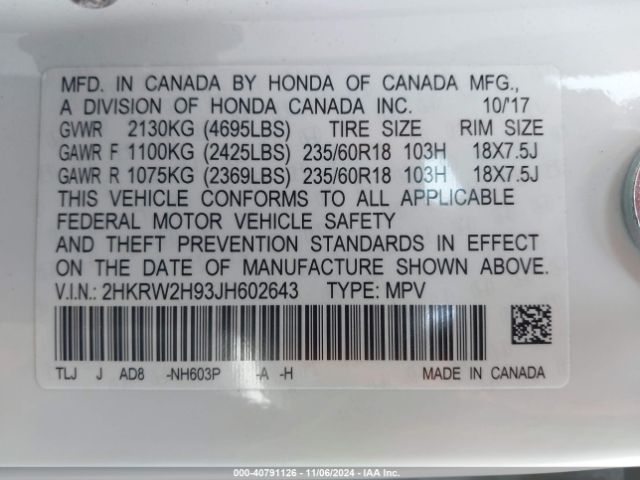 MFD. IN CANADA BY HONDA OF CANADA MFG.,
A DIVISION OF HONDA CANADA INC. 10/'17
GVWR 2130KG (4695LBS) TIRE SIZE RIM SIZE
GAWR F 1100KG (2425LBS) 235/60R18 103H 18X7.5J
GAWR R 1075KG (2369LBS) 235/60R18 103H 18X7.5J
THIS VEHICLE CONFORMS TO ALL APPLICABLE
FEDERAL MOTOR VEHICLE SAFETY
AND THEFT PREVENTION STANDARDS IN EFFECT
ON THE DATE OF MANUFACTURE SHOWN ABOVE.
V.I.N.: 2HKRW2H93JH602643 TYPE: MPV
TLJ J AD8 -NH603P -A -H MADE IN CANADA
000-40791126 - 11/06/2024 - IAA Inc.